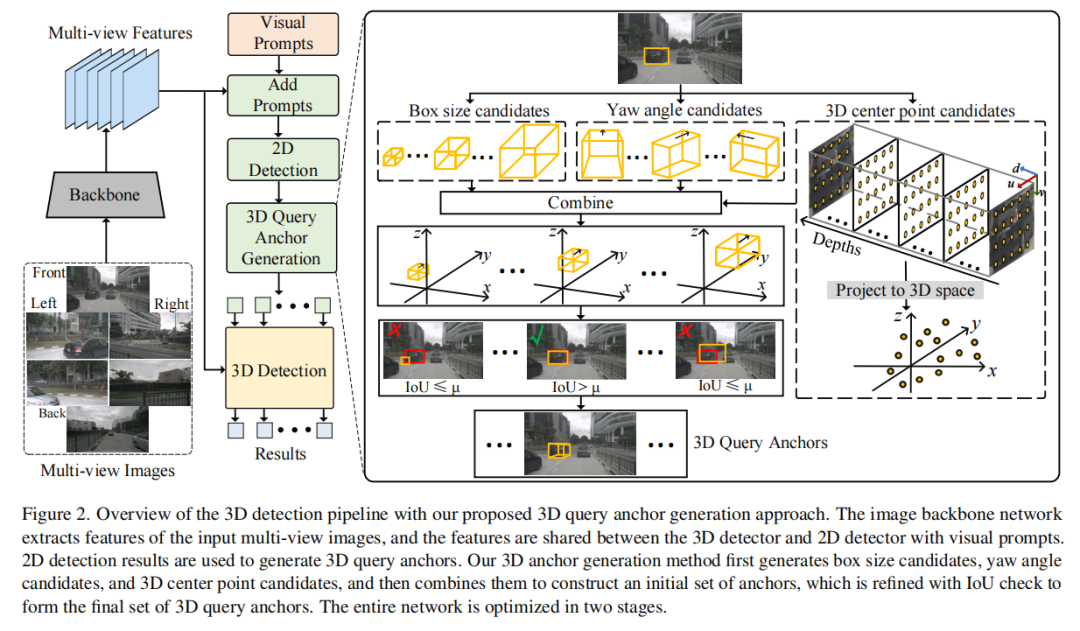 Multi-view Features
Visual
Prompts
Add
Prompts
2D
Detection
3D Query
Anchor
Generation
Backbone
Front
Left
Right
Back
Multi-view Images
3D Detection
Results
Box size candidates
Yaw angle candidates
3D center point candidates
Combine
d
u
v
Depths
Project to 3D space
z
y
x
z
y
x
z
y
x
z
y
x
IoU ⩽ μ
IoU> μ
IoU ⩽ μ
3D Query Anchors
Figure 2. Overview of the 3D detection pipeline with our proposed 3D query anchor generation approach. The image backbone network
extracts features of the input multi-view images, and the features are shared between the 3D detector and 2D detector with visual prompts.
2D detection results are used to generate 3D query anchors. Our 3D anchor generation method first generates box size candidates, yaw angle
candidates, and 3D center point candidates, and then combines them to construct an initial set of anchors, which is refined with IoU check to
form the final set of 3D query anchors. The entire network is optimized in two stages.